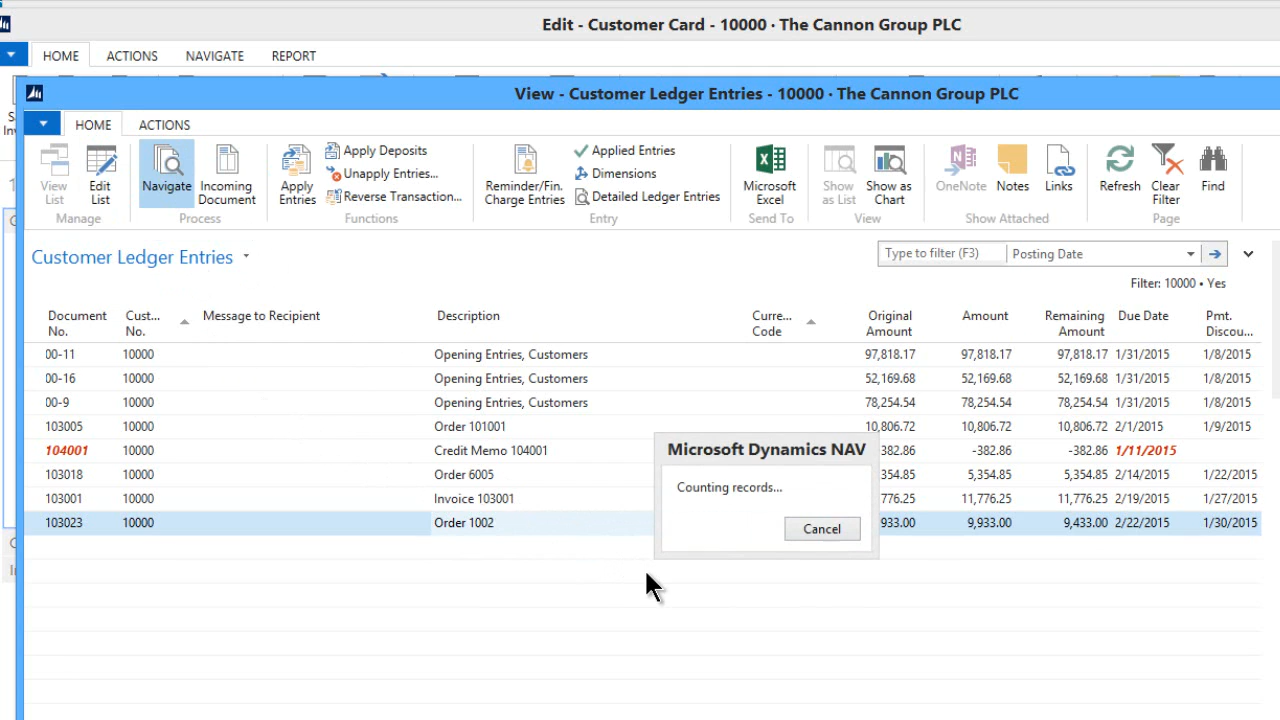 Edit - Customer Card - 10000 · The Cannon Group PLC
HOME ACTIONS NAVIGATE REPORT
View - Customer Ledger Entries - 10000 · The Cannon Group PLC
HOME ACTIONS
View List
Edit List
Manage
Navigate
Incoming Document
Process
Apply Entries
Apply Deposits
Unapply Entries...
Reverse Transaction...
Functions
Reminder/Fin. Charge Entries
Applied Entries
Dimensions
Detailed Ledger Entries
Entry
Microsoft Excel
Send To
Show as List
Show as Chart
View
OneNote
Notes
Links
Show Attached
Refresh
Clear Filter
Find
Page
Customer Ledger Entries
Type to filter (F3) Posting Date
Filter: 10000 • Yes
Document No. Cust... No. Message to Recipient Description Curre... Code Original Amount Amount Remaining Amount Due Date Pmt. Discou...
00-11 10000 Opening Entries, Customers 97,818.17 97,818.17 97,818.17 1/31/2015 1/8/2015
00-16 10000 Opening Entries, Customers 52,169.68 52,169.68 52,169.68 1/31/2015 1/8/2015
00-9 10000 Opening Entries, Customers 78,254.54 78,254.54 78,254.54 1/31/2015 1/8/2015
103005 10000 Order 101001 10,806.72 10,806.72 10,806.72 2/1/2015 1/9/2015
104001 10000 Credit Memo 104001 382.86 -382.86 -382.86 1/11/2015
103018 10000 Order 6005 5,354.85 5,354.85 5,354.85 2/14/2015 1/22/2015
103001 10000 Invoice 103001 776.25 11,776.25 11,776.25 2/19/2015 1/27/2015
103023 10000 Order 1002 933.00 9,933.00 9,433.00 2/22/2015 1/30/2015
Microsoft Dynamics NAV
Counting records...
Cancel